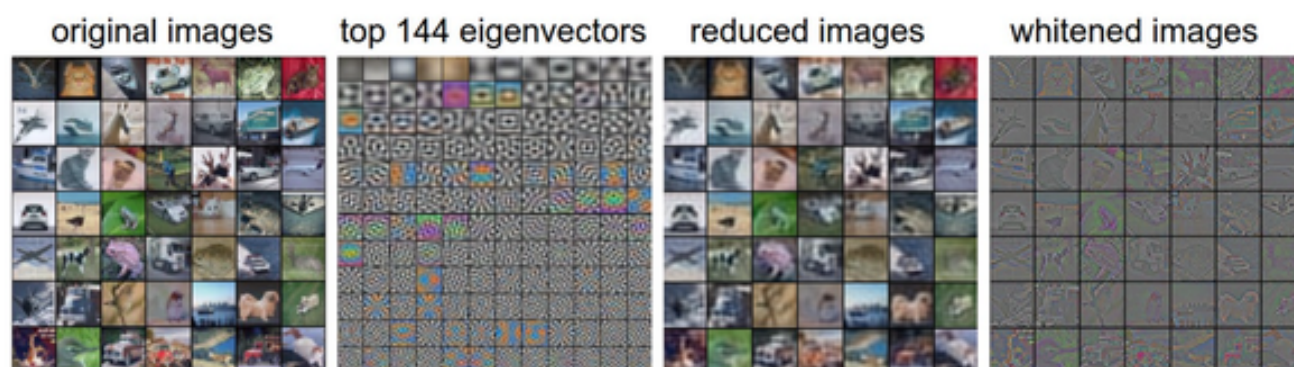 original images
top 144 eigenvectors
reduced images
whitened images